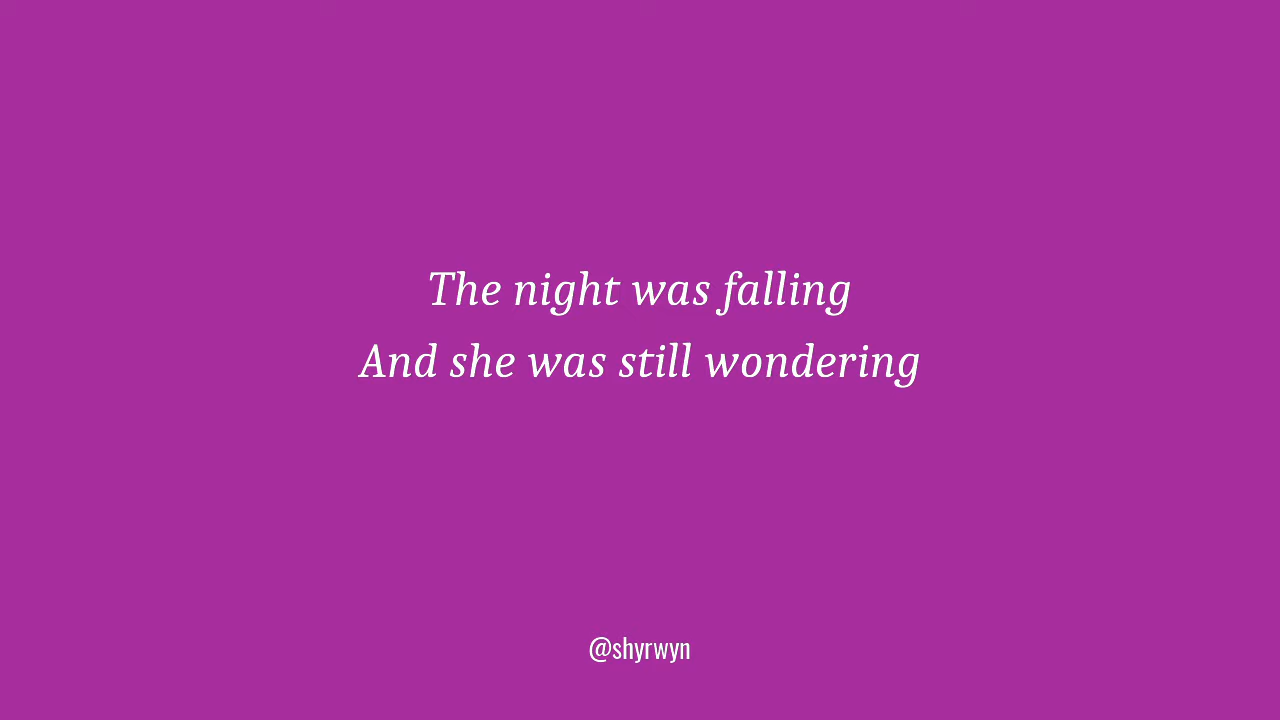 The night was falling
And she was still wondering
@shyrwyn